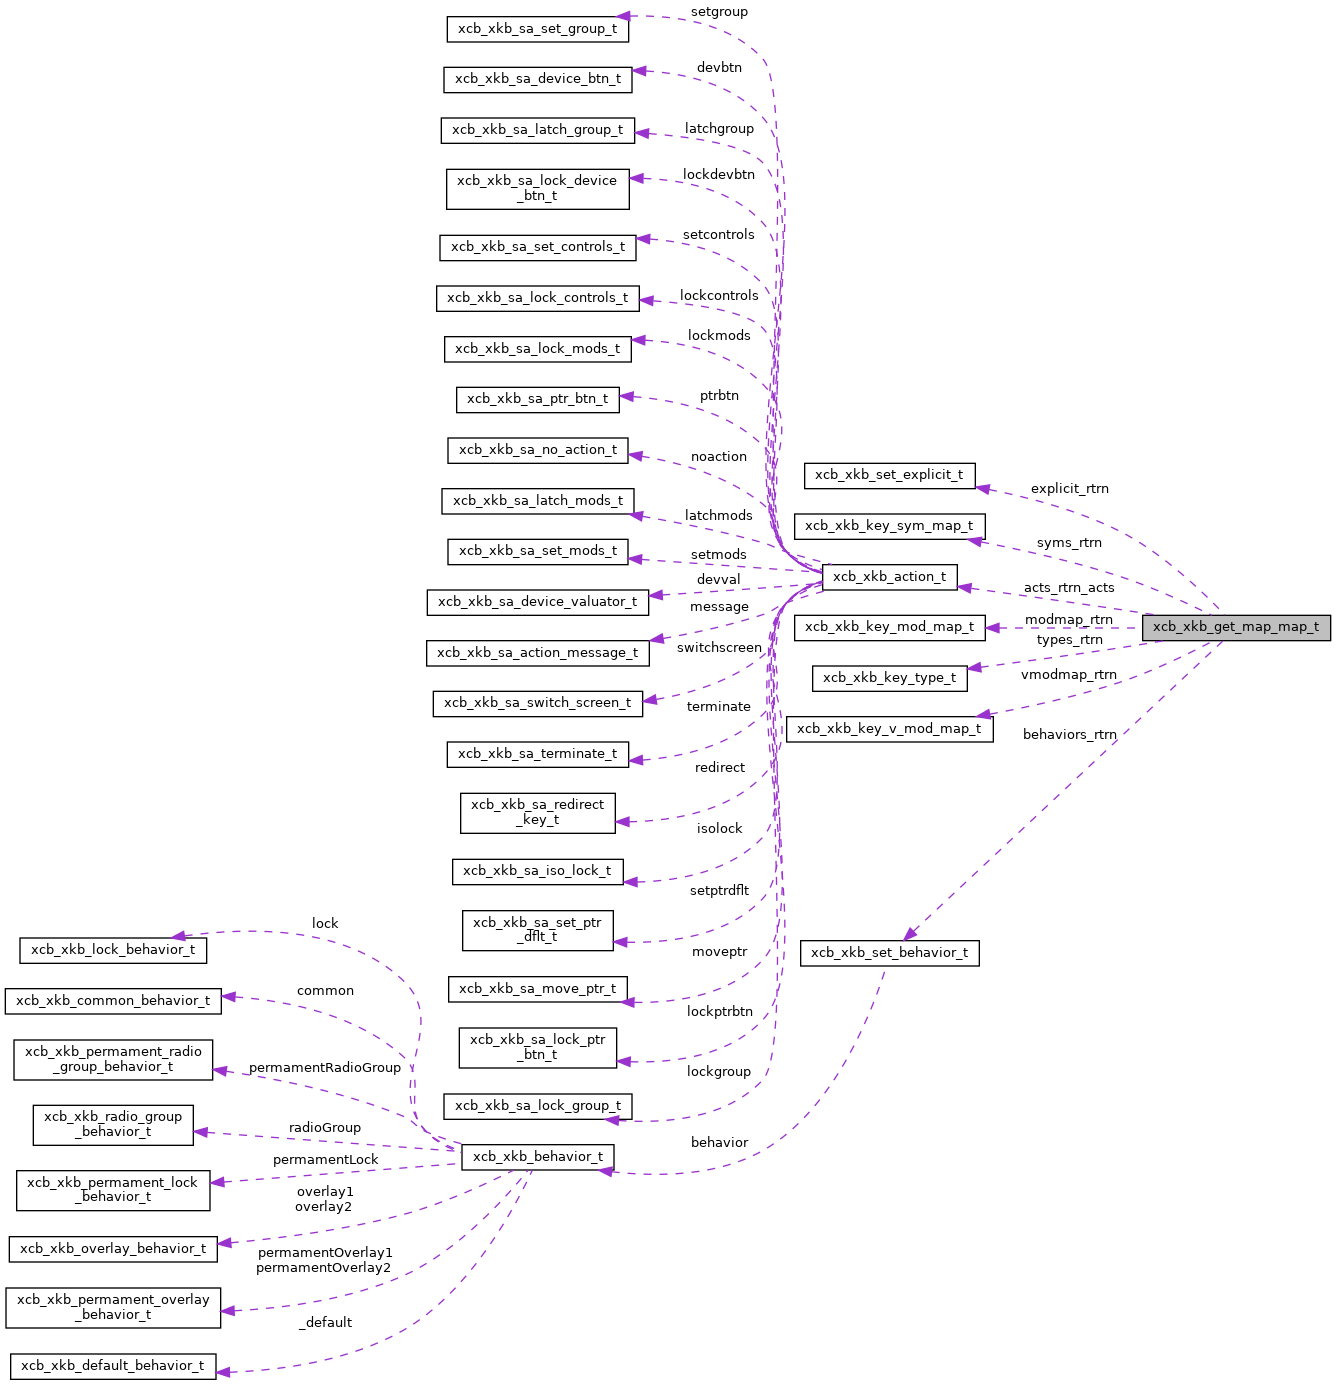 setgroup
xcb_xkb_sa_set_group_t
devbtn
xcb_xkb_sa_device_btn_t
latchgroup
xcb_xkb_sa_latch_group_t
lockdevbtn
xcb_xkb_sa_lock_device
_btn_t
setcontrols
xcb_xkb_sa_set_controls_t
lockcontrols
xcb_xkb_sa_lock_controls_t
lockmods
xcb_xkb_sa_lock_mods_t
ptrbtn
xcb_xkb_sa_ptr_btn_t
noaction
xcb_xkb_sa_no_action_t
latchmods
xcb_xkb_sa_latch_mods_t
setmods
xcb_xkb_sa_set_mods_t
devval
xcb_xkb_sa_device_valuator_t
message
xcb_xkb_sa_action_message_t
switchscreen
xcb_xkb_sa_switch_screen_t
terminate
xcb_xkb_sa_terminate_t
redirect
xcb_xkb_sa_redirect
_key_t
isolock
xcb_xkb_sa_iso_lock_t
setptrdflt
xcb_xkb_sa_set_ptr
_dflt_t
moveptr
xcb_xkb_sa_move_ptr_t
lockptrbtn
xcb_xkb_sa_lock_ptr
_btn_t
lockgroup
xcb_xkb_sa_lock_group_t
xcb_xkb_set_explicit_t
explicit_rtrn
xcb_xkb_key_sym_map_t
syms_rtrn
xcb_xkb_action_t
acts_rtrn_acts
xcb_xkb_key_mod_map_t
modmap_rtrn
xcb_xkb_get_map_map_t
types_rtrn
xcb_xkb_key_type_t
vmodmap_rtrn
xcb_xkb_key_v_mod_map_t
behaviors_rtrn
xcb_xkb_set_behavior_t
behavior
xcb_xkb_behavior_t
lock
xcb_xkb_lock_behavior_t
common
xcb_xkb_common_behavior_t
permamentRadioGroup
xcb_xkb_permament_radio
_group_behavior_t
radioGroup
xcb_xkb_radio_group
_behavior_t
permamentLock
xcb_xkb_permament_lock
_behavior_t
overlay1
overlay2
xcb_xkb_overlay_behavior_t
permamentOverlay1
permamentOverlay2
xcb_xkb_permament_overlay
_behavior_t
_default
xcb_xkb_default_behavior_t